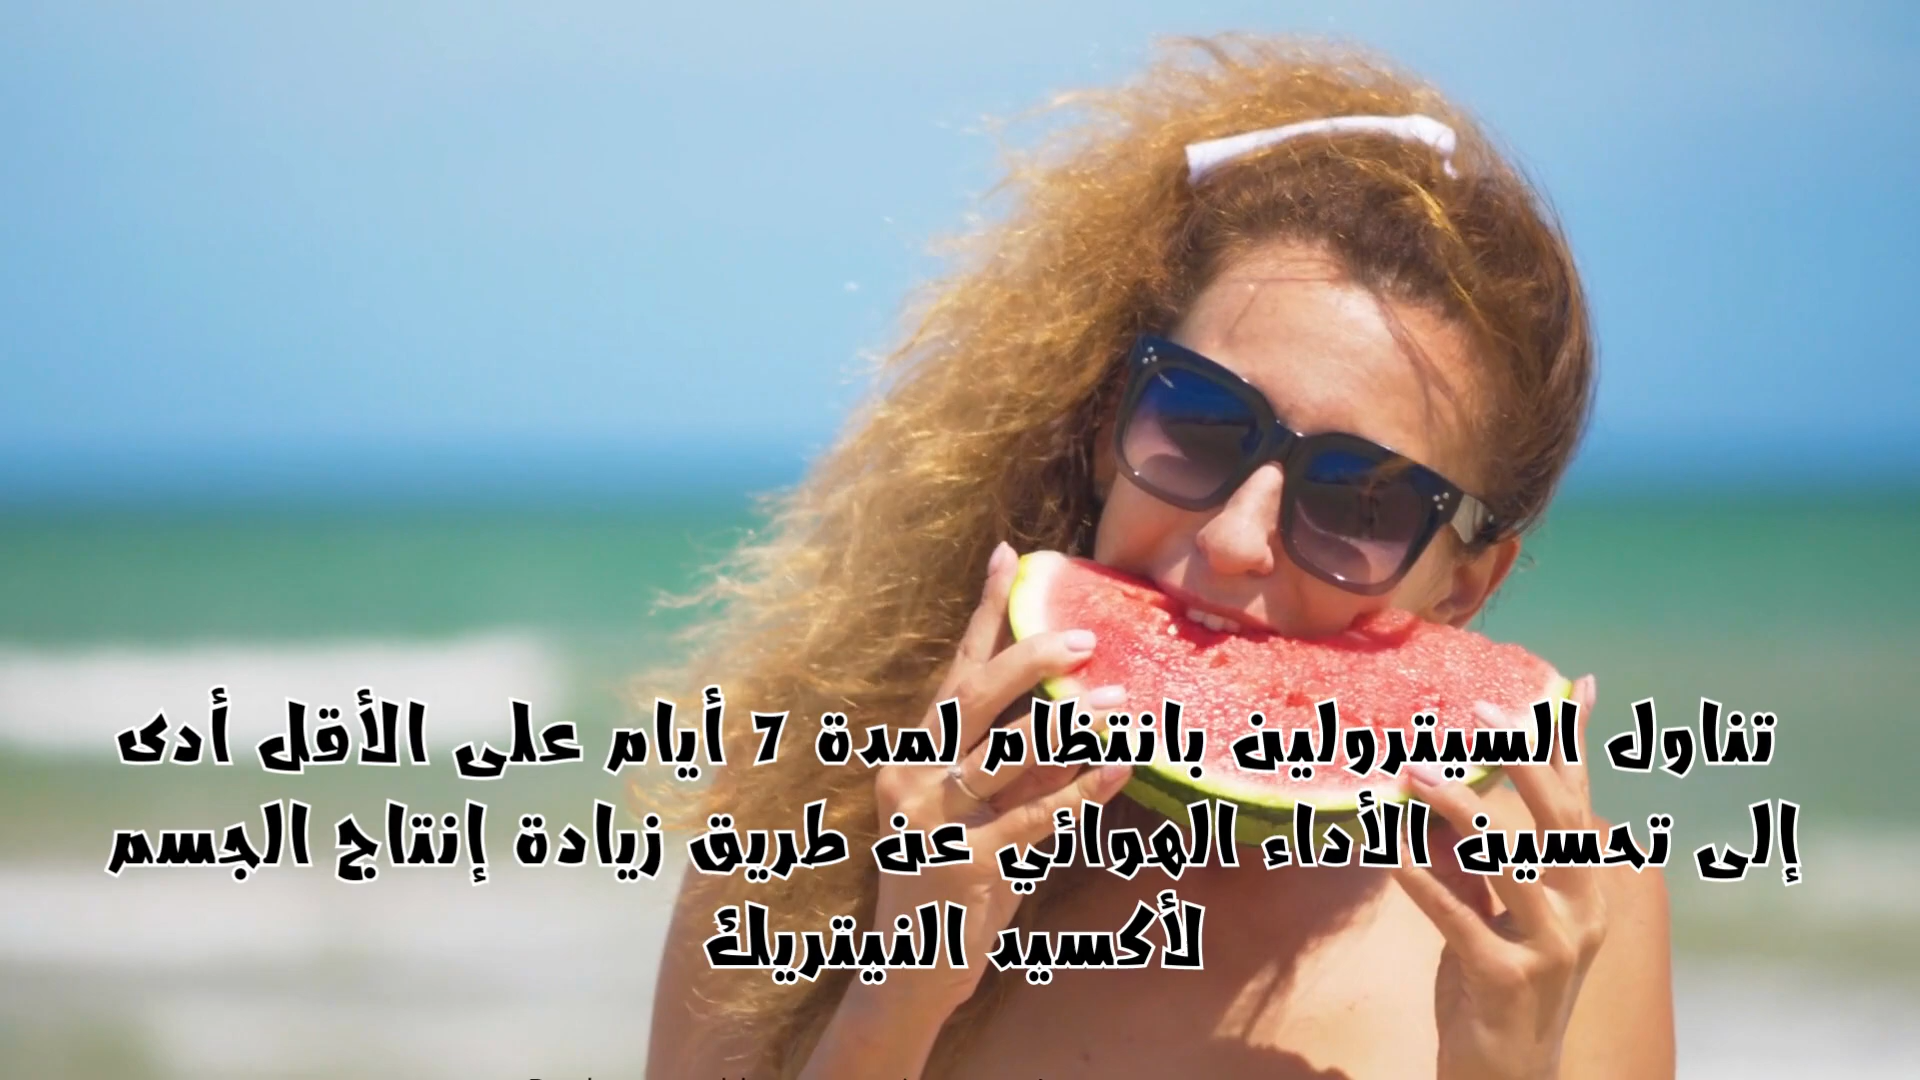 تناول السيترولين بانتظام لمدة 7 أيام على الأقل أدى
إلى تحسين الأداء الهوائي عن طريق زيادة إنتاج الجسم
لأكسيد النيتريك